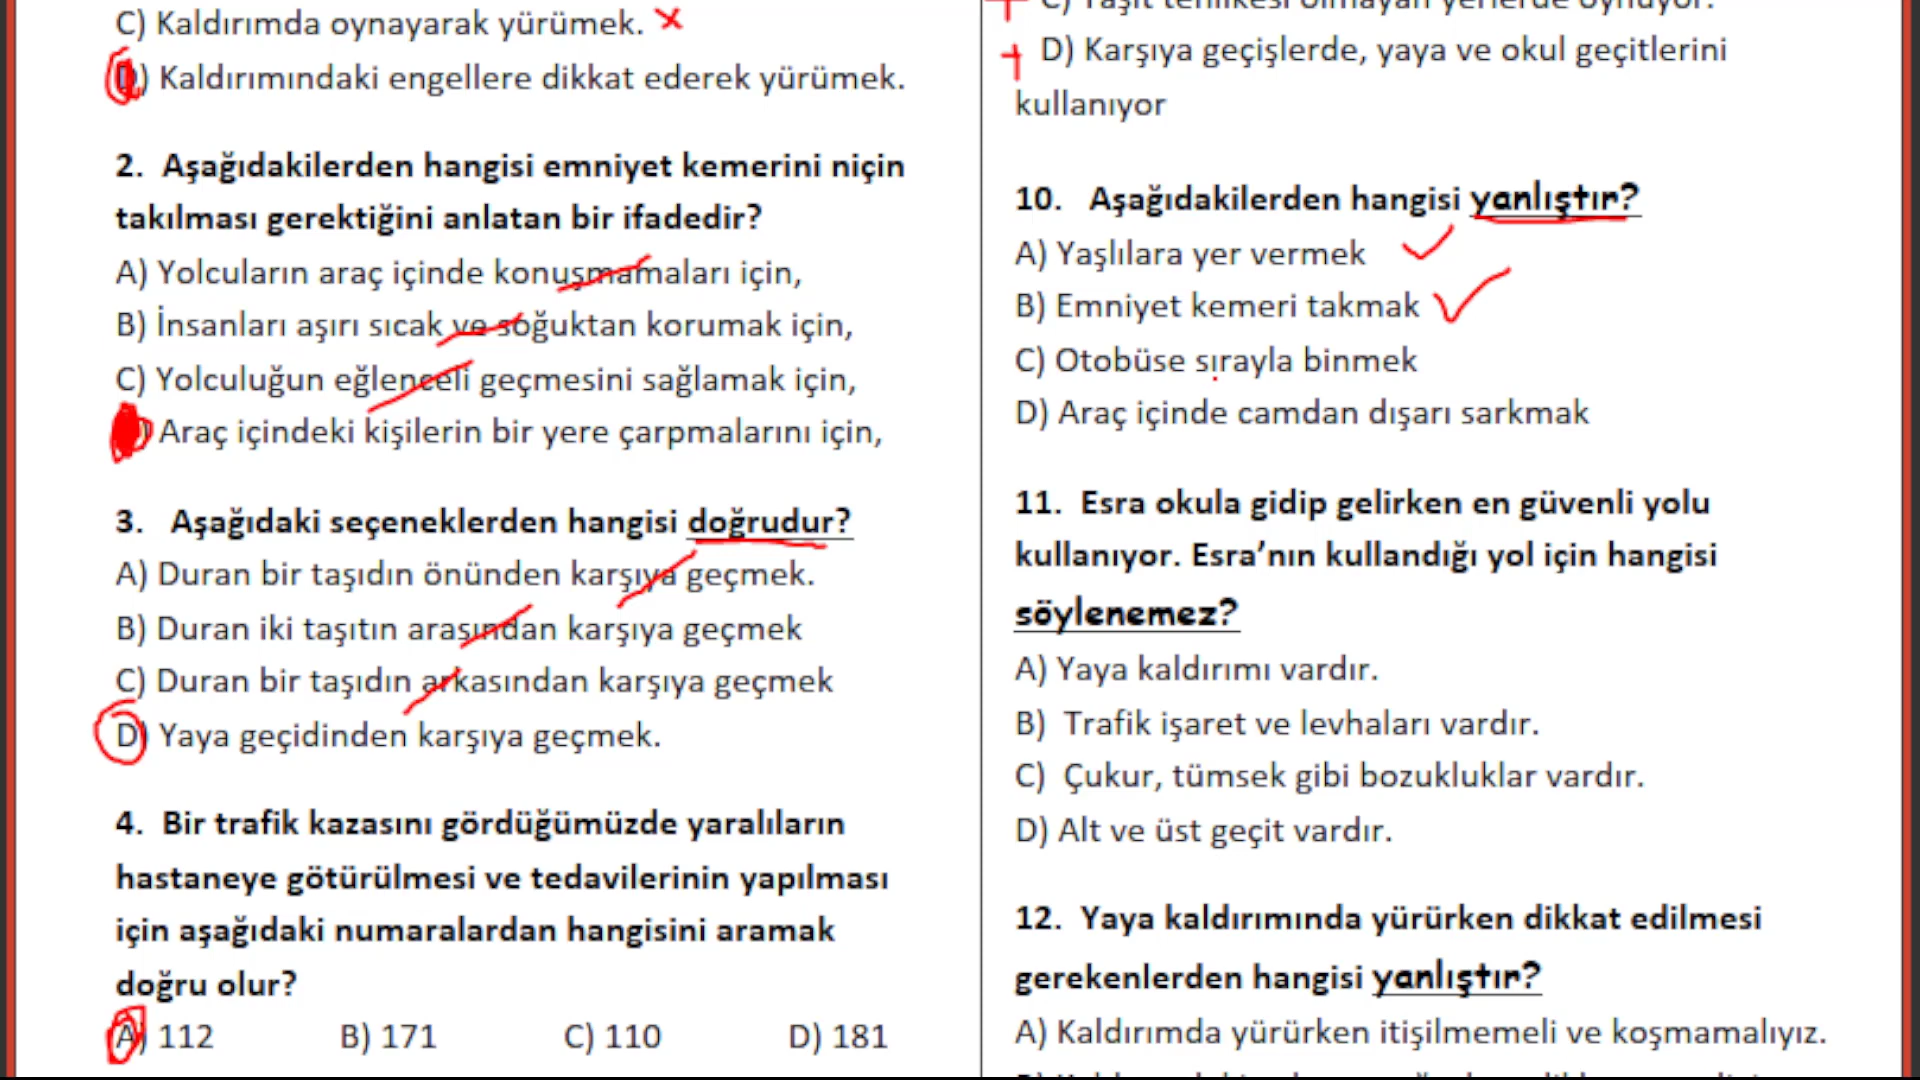 C) Kaldırımda oynayarak yürümek.
D) Kaldırımındaki engellere dikkat ederek yürümek.
2. Aşağıdakilerden hangisi emniyet kemerini niçin
takılması gerektiğini anlatan bir ifadedir?
A) Yolcuların araç içinde konuşmamaları için,
B) İnsanları aşırı sıcak ve soğuktan korumak için,
C) Yolculuğun eğlenceli geçmesini sağlamak için,
Araç içindeki kişilerin bir yere çarpmalarını için,
3. Aşağıdaki seçeneklerden hangisi doğrudur?
A) Duran bir taşıdın önünden karşıya geçmek.
B) Duran iki taşıtın arasından karşıya geçmek
C) Duran bir taşıdın arkasından karşıya geçmek
D) Yaya geçidinden karşıya geçmek.
4. Bir trafik kazasını gördüğümüzde yaralıların
hastaneye götürülmesi ve tedavilerinin yapılması
için aşağıdaki numaralardan hangisini aramak
doğru olur?
A) 112 B) 171 C) 110 D) 181
C) Taşıt tehlikesi olmayan yerlerde oynuyor.
D) Karşıya geçişlerde, yaya ve okul geçitlerini
kullanıyor
10. Aşağıdakilerden hangisi yanlıştır?
A) Yaşlılara yer vermek
B) Emniyet kemeri takmak
C) Otobüse sırayla binmek
D) Araç içinde camdan dışarı sarkmak
11. Esra okula gidip gelirken en güvenli yolu
kullanıyor. Esra’nın kullandığı yol için hangisi
söylenemez?
A) Yaya kaldırımı vardır.
B) Trafik işaret ve levhaları vardır.
C) Çukur, tümsek gibi bozukluklar vardır.
D) Alt ve üst geçit vardır.
12. Yaya kaldırımında yürürken dikkat edilmesi
gerekenlerden hangisi yanlıştır?
A) Kaldırımda yürürken itişilmemeli ve koşmamalıyız.